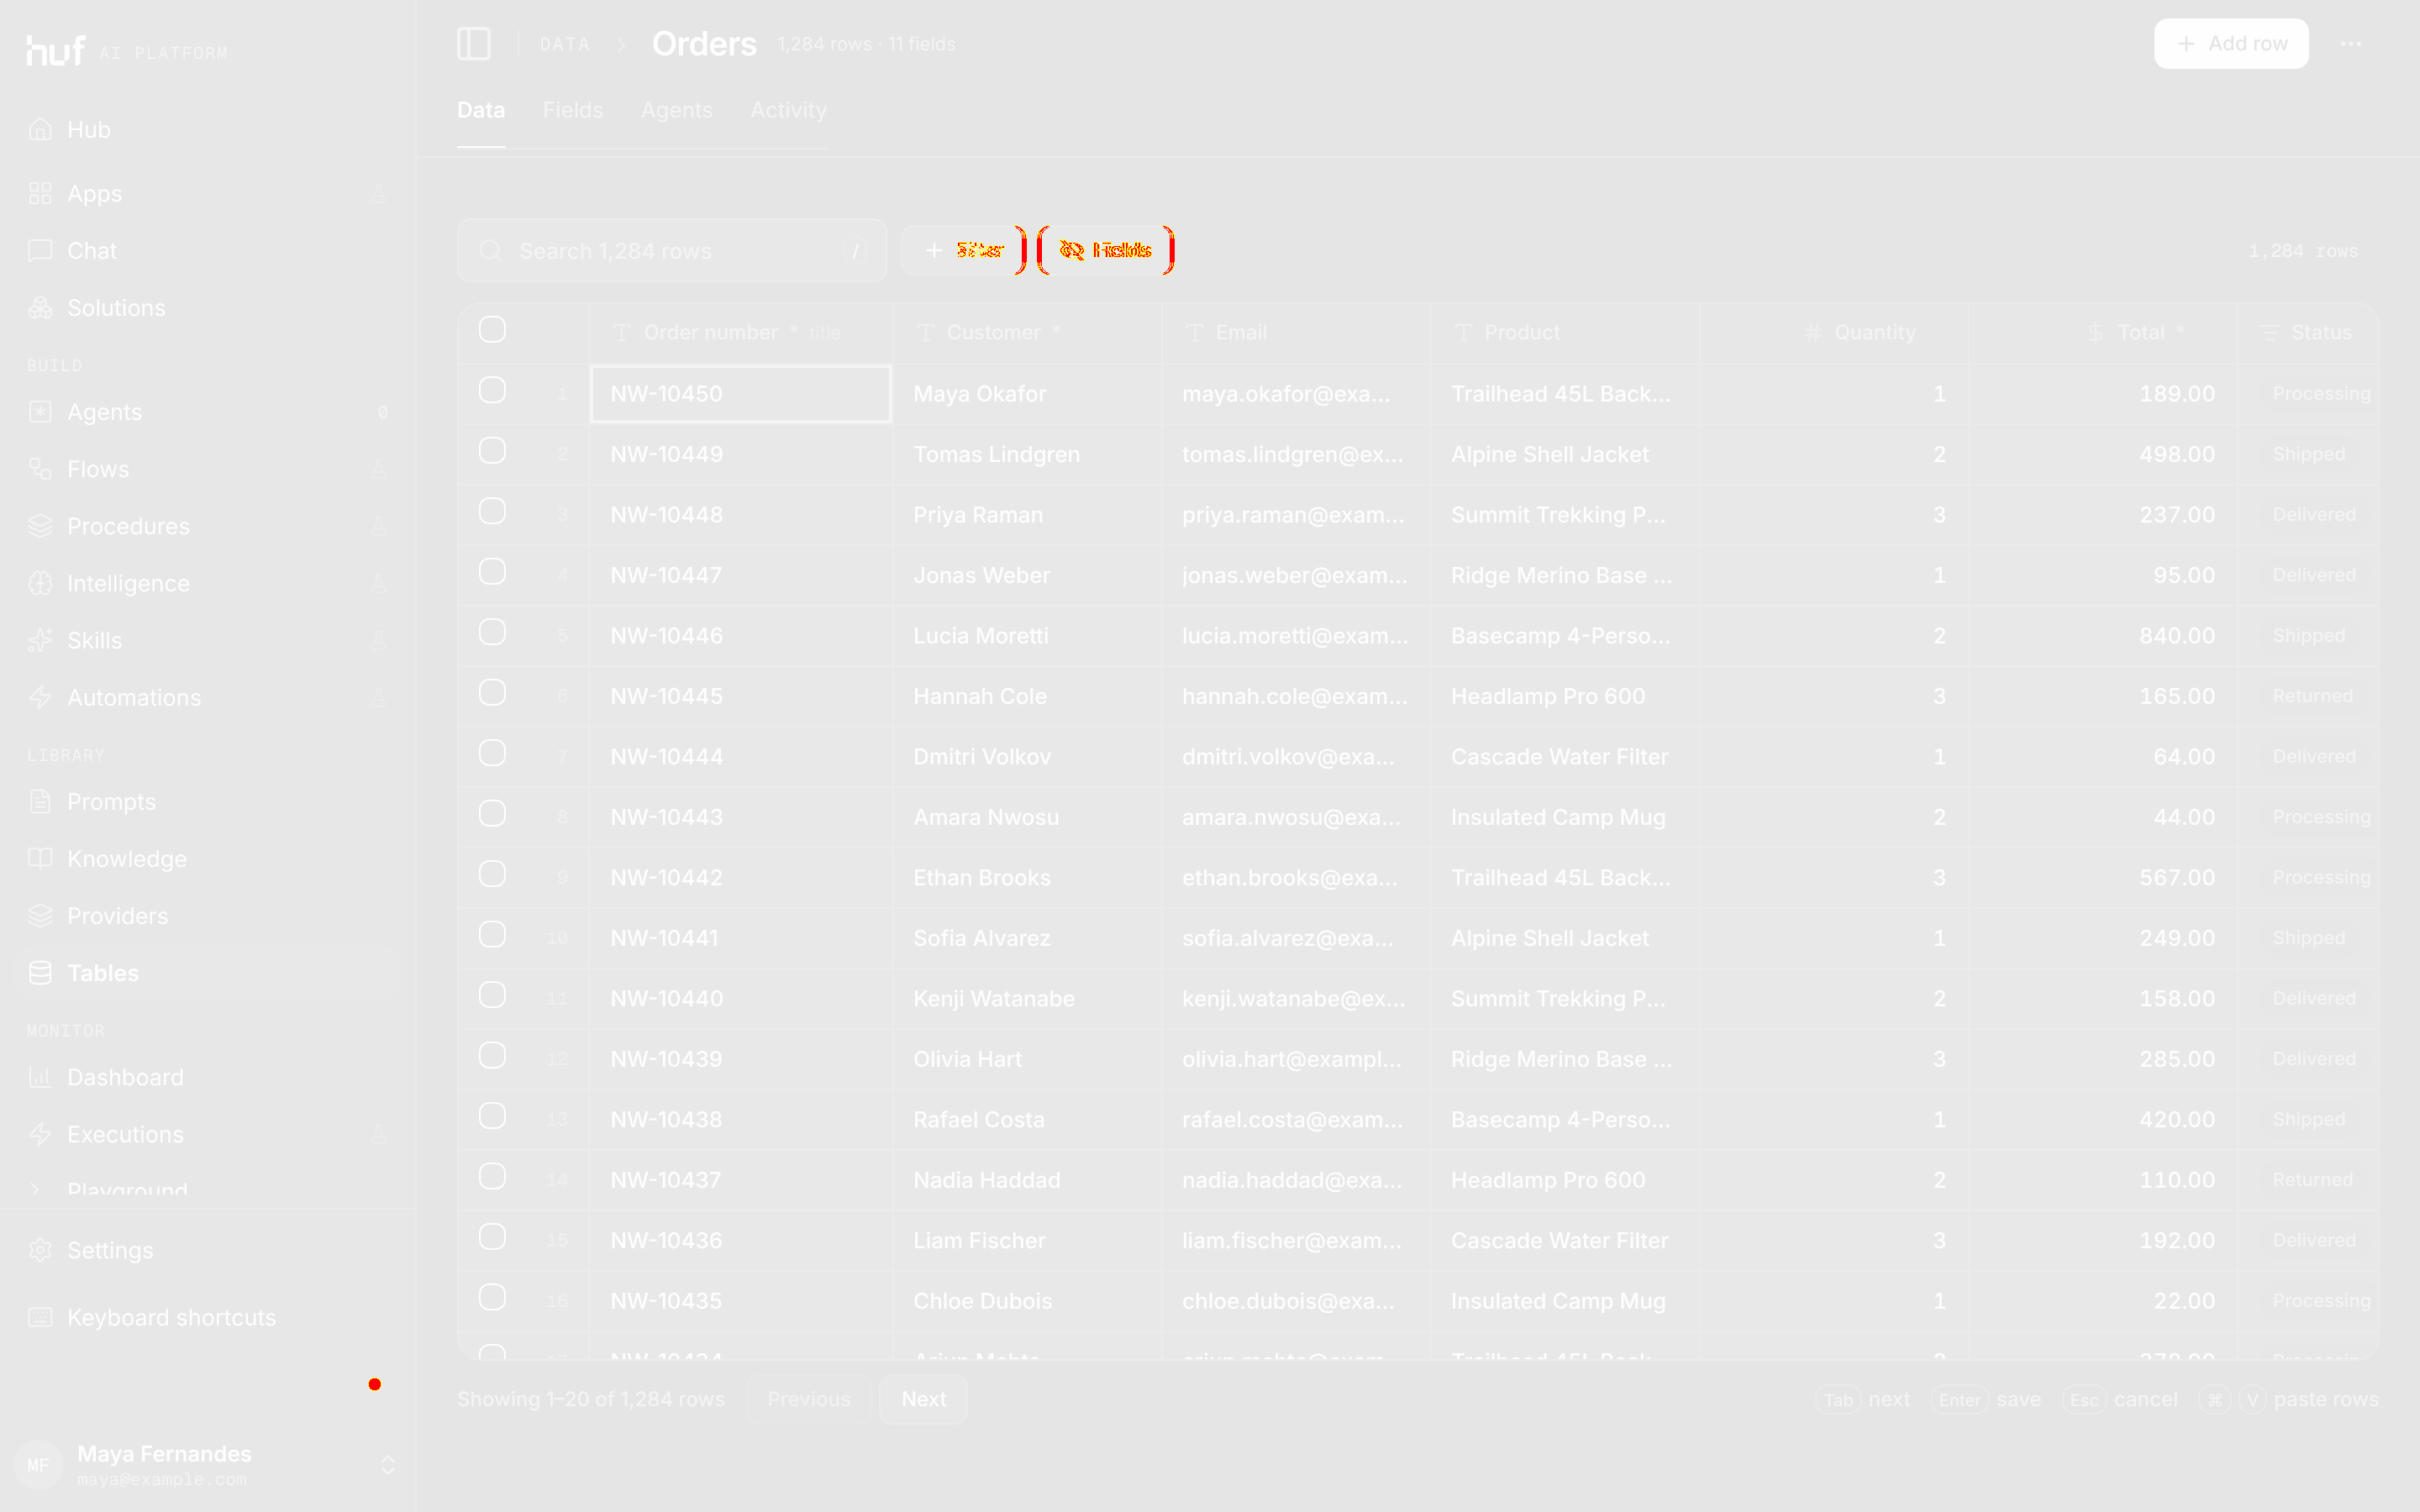 huf AI PLATFORM
Hub
Apps
Chat
Solutions
BUILD
Agents 0
Flows
Procedures
Intelligence
Skills
Automations
LIBRARY
Prompts
Knowledge
Providers
Tables
MONITOR
Dashboard
Executions
Playground
Settings
Keyboard shortcuts
MF Maya Fernandes
maya@example.com
DATA > Orders 1,284 rows · 11 fields
+ Add row
Data Fields Agents Activity
Search 1,284 rows /
+ Filter Fields
1,284 rows
Order number * title Customer * Email Product # Quantity $ Total * Status
1 NW-10450 Maya Okafor maya.okafor@exa... Trailhead 45L Back... 1 189.00 Processing
2 NW-10449 Tomas Lindgren tomas.lindgren@ex... Alpine Shell Jacket 2 498.00 Shipped
3 NW-10448 Priya Raman priya.raman@exam... Summit Trekking P... 3 237.00 Delivered
4 NW-10447 Jonas Weber jonas.weber@exam... Ridge Merino Base ... 1 95.00 Delivered
5 NW-10446 Lucia Moretti lucia.moretti@exam... Basecamp 4-Perso... 2 840.00 Shipped
6 NW-10445 Hannah Cole hannah.cole@exam... Headlamp Pro 600 3 165.00 Returned
7 NW-10444 Dmitri Volkov dmitri.volkov@exa... Cascade Water Filter 1 64.00 Delivered
8 NW-10443 Amara Nwosu amara.nwosu@exa... Insulated Camp Mug 2 44.00 Processing
9 NW-10442 Ethan Brooks ethan.brooks@exa... Trailhead 45L Back... 3 567.00 Processing
10 NW-10441 Sofia Alvarez sofia.alvarez@exa... Alpine Shell Jacket 1 249.00 Shipped
11 NW-10440 Kenji Watanabe kenji.watanabe@ex... Summit Trekking P... 2 158.00 Delivered
12 NW-10439 Olivia Hart olivia.hart@exampl... Ridge Merino Base ... 3 285.00 Delivered
13 NW-10438 Rafael Costa rafael.costa@exam... Basecamp 4-Perso... 1 420.00 Shipped
14 NW-10437 Nadia Haddad nadia.haddad@exa... Headlamp Pro 600 2 110.00 Returned
15 NW-10436 Liam Fischer liam.fischer@exam... Cascade Water Filter 3 192.00 Delivered
16 NW-10435 Chloe Dubois chloe.dubois@exa... Insulated Camp Mug 1 22.00 Processing
Showing 1–20 of 1,284 rows Previous Next
Tab next Enter save Esc cancel ⌘ V paste rows